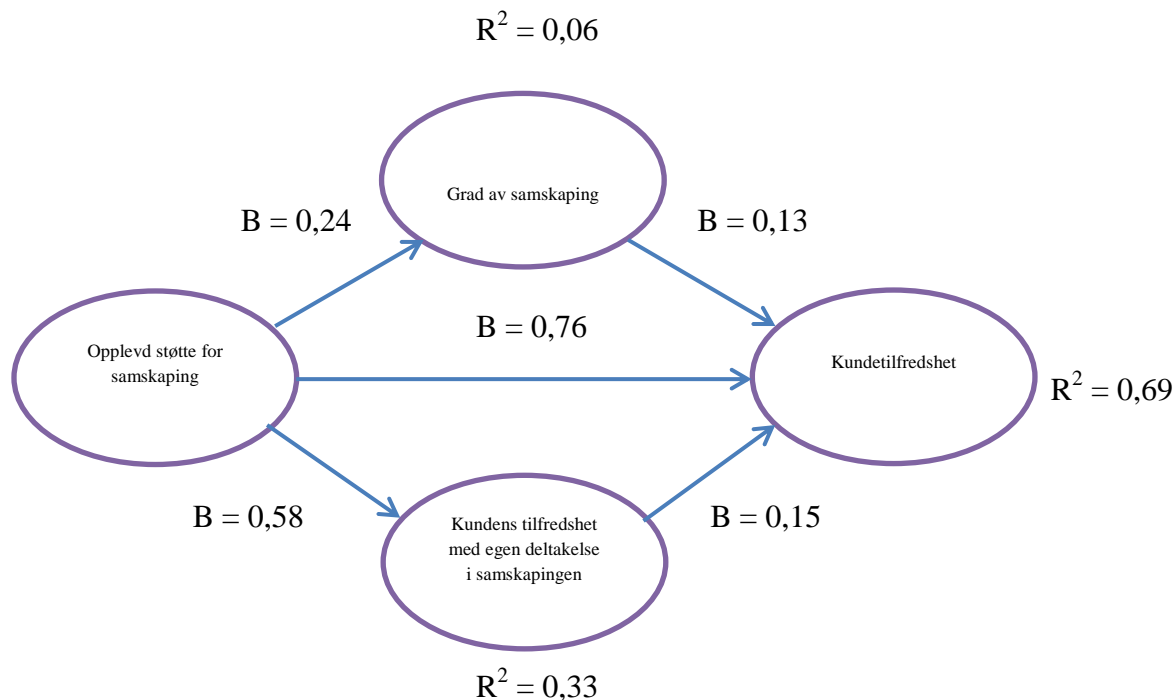 R² = 0,06
Grad av samskaping
B = 0,24
B = 0,13
B = 0,76
Opplevd støtte for
samskaping
Kundetilfredshet
R² = 0,69
B = 0,58
Kundens tilfredshet
med egen deltakelse
i samskapingen
B = 0,15
R² = 0,33